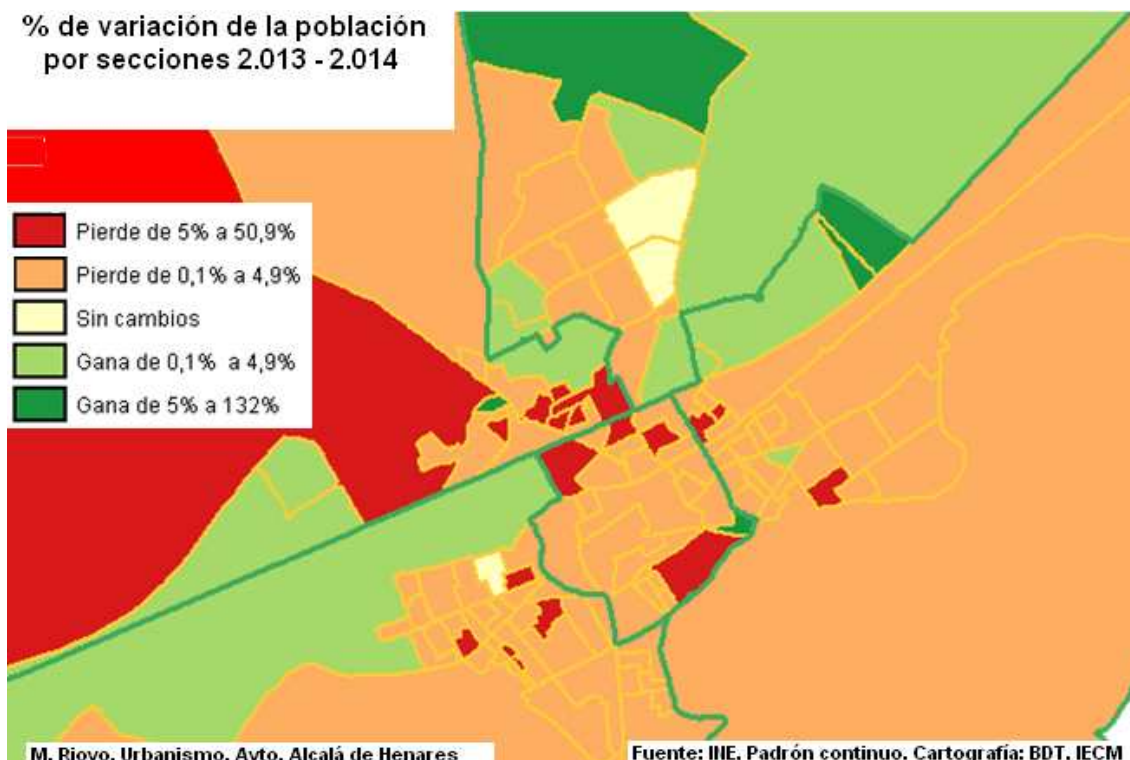 % de variación de la población
por secciones 2.013 - 2.014
Pierde de 5% a 50,9%
Pierde de 0,1% a 4,9%
Sin cambios
Gana de 0,1% a 4,9%
Gana de 5% a 132%
M. Rioyo. Urbanismo. Ayto. Alcalá de Henares
Fuente: INE. Padrón continuo. Cartografía: BDT. IECM